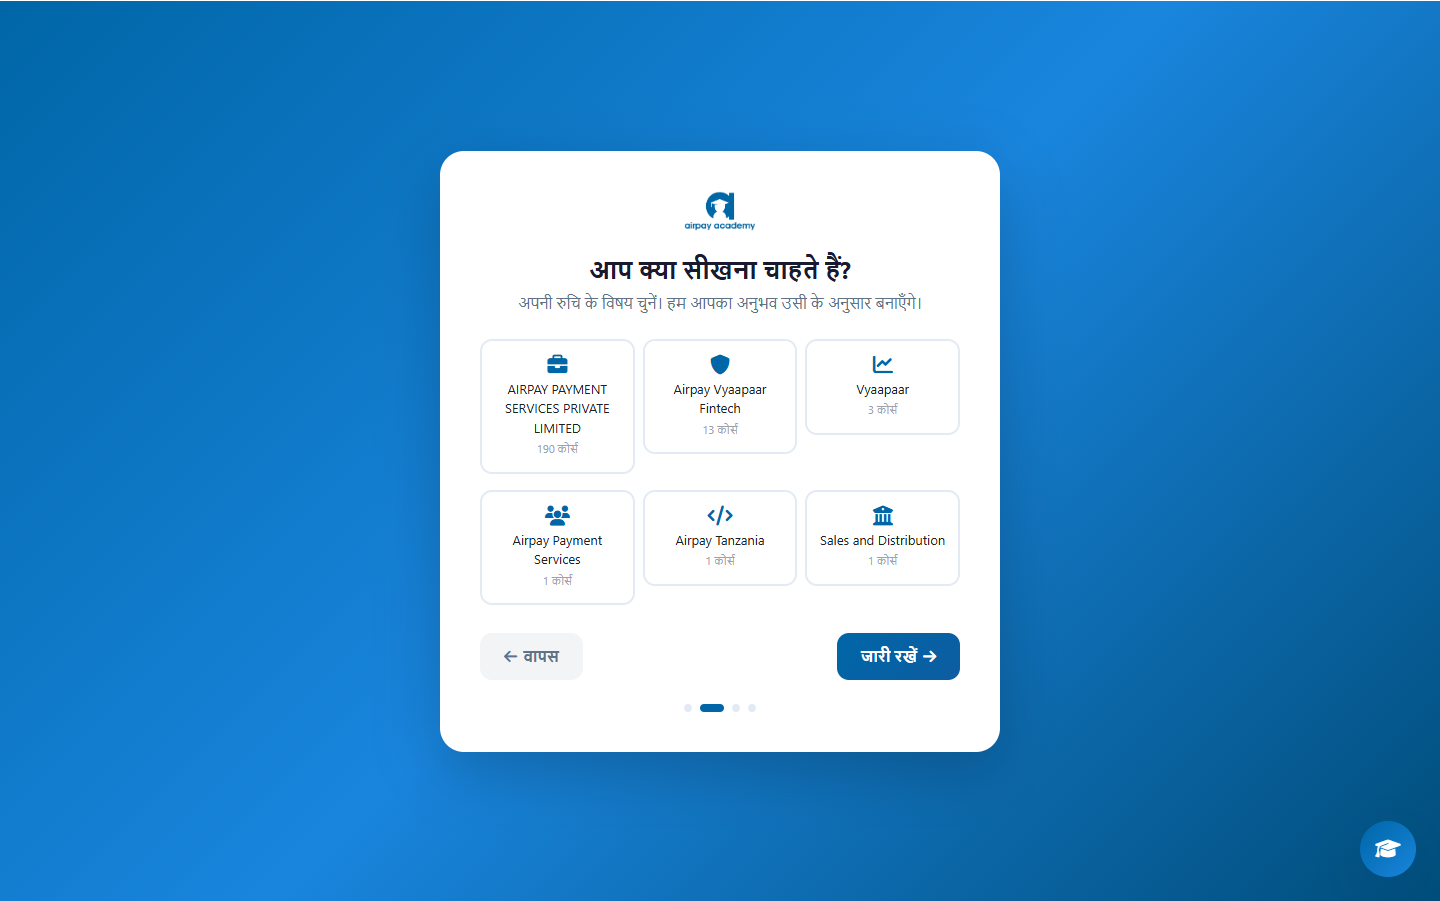 airpay academy
आप क्या सीखना चाहते हैं?
अपनी रुचि के विषय चुनें। हम आपका अनुभव उसी के अनुसार बनाएँगे।
AIRPAY PAYMENT
SERVICES PRIVATE
LIMITED
190 कोर्स
Airpay Vyaapaar
Fintech
13 कोर्स
Vyaapaar
3 कोर्स
Airpay Payment
Services
1 कोर्स
Airpay Tanzania
1 कोर्स
Sales and Distribution
1 कोर्स
← वापस
जारी रखें →